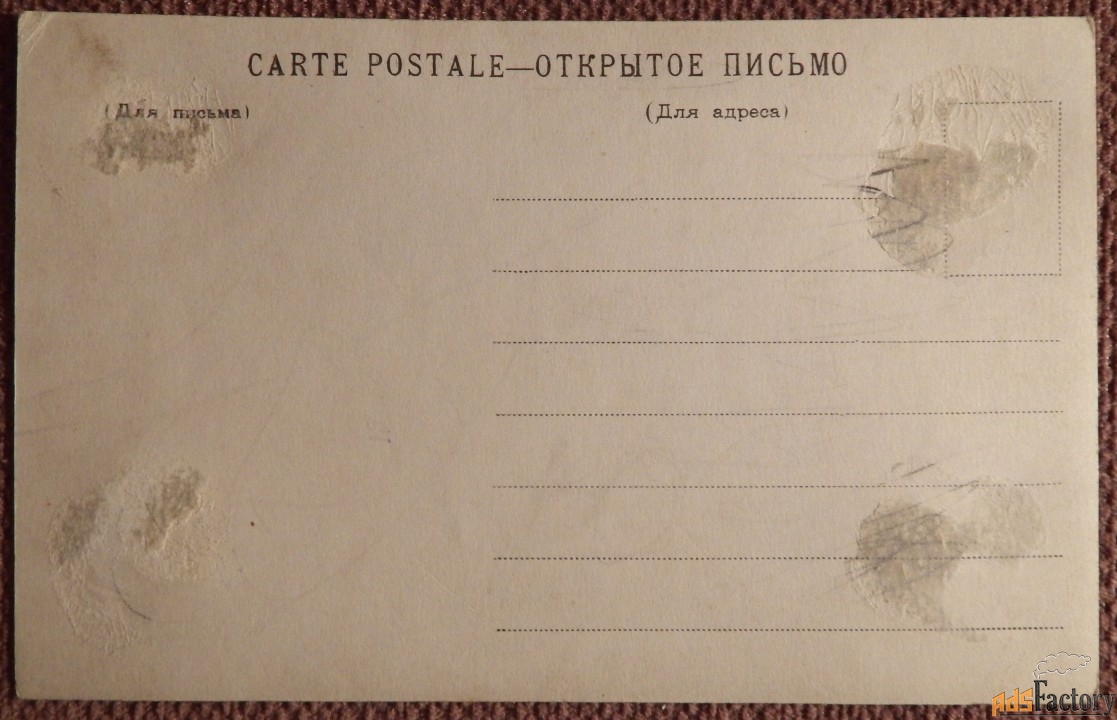 CARTE POSTALE—ОТКРЫТОЕ ПИСЬМО
(Для письма)
(Для адреса)
AdsFactory